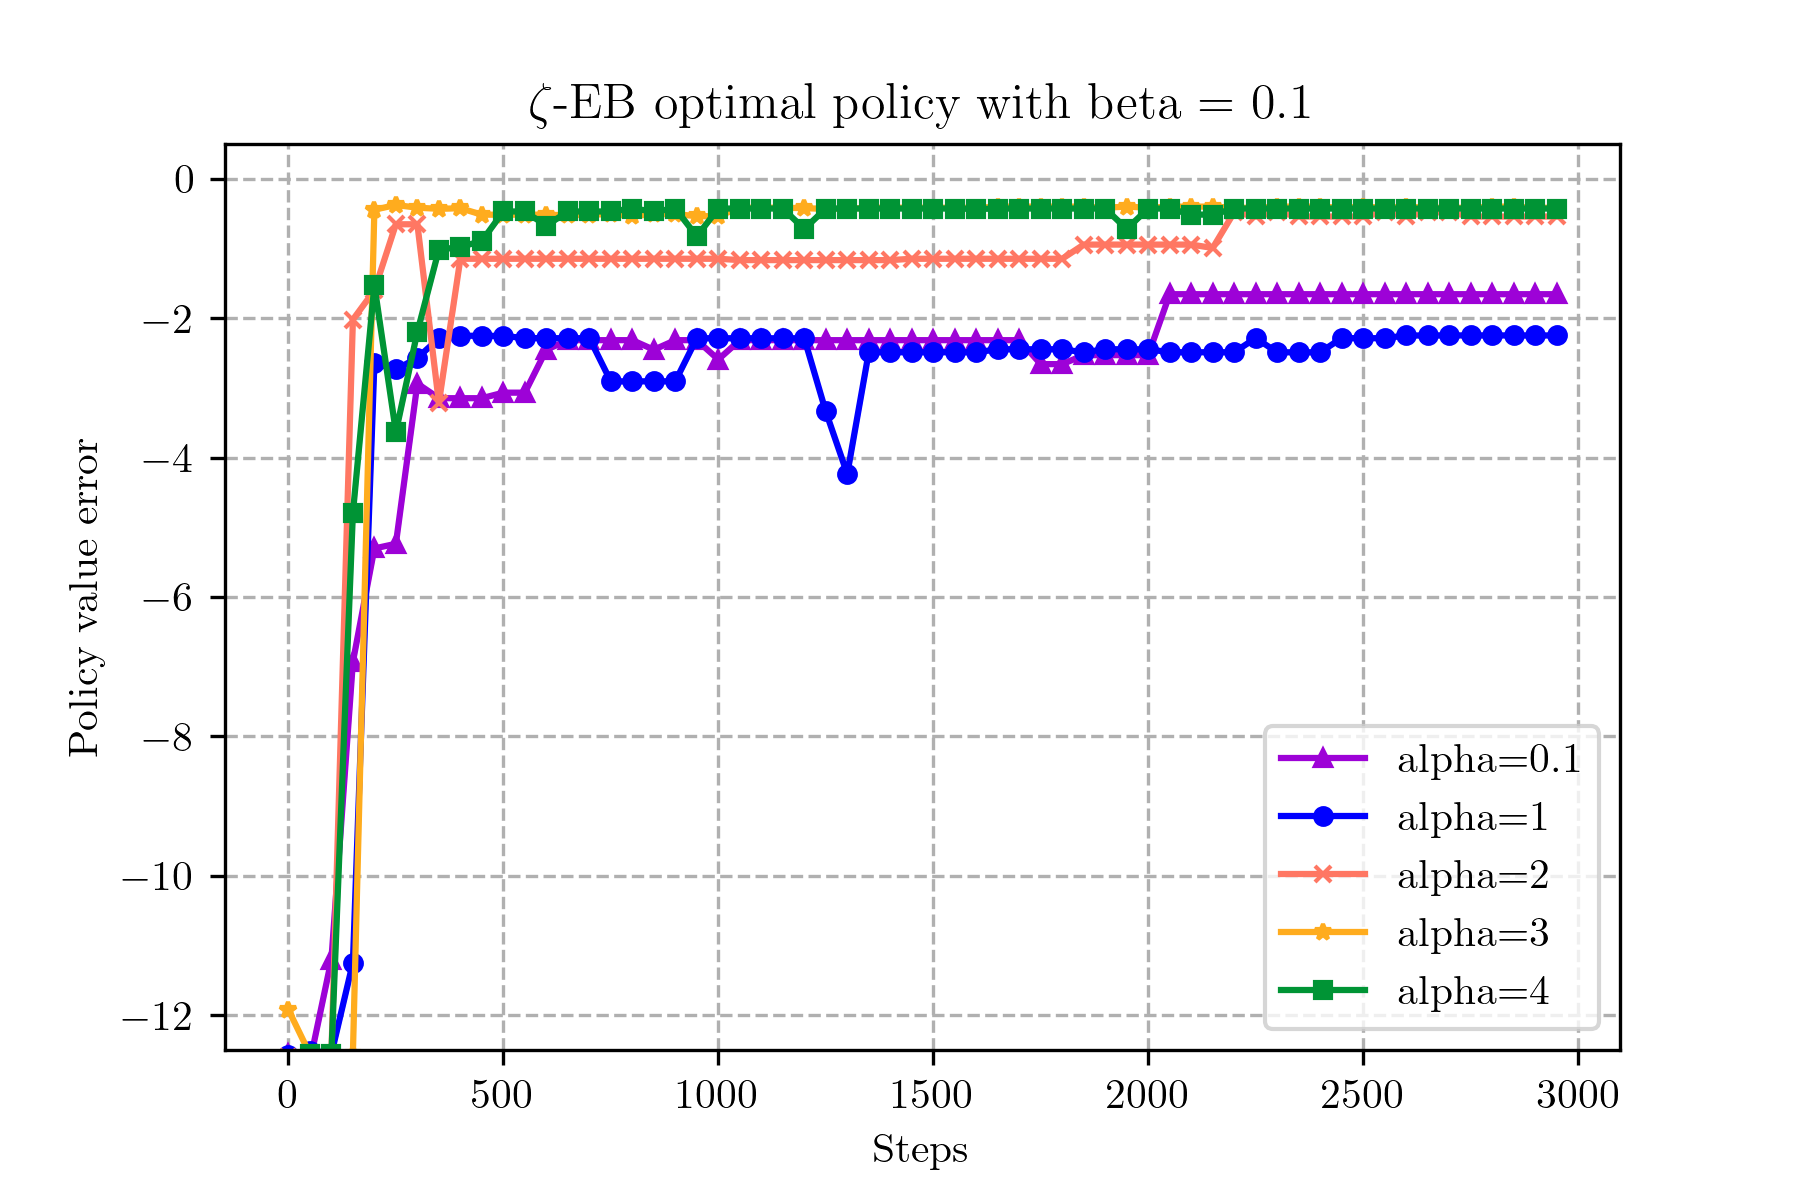 ζ-EB optimal policy with beta = 0.1
Policy value error
0
−2
−4
−6
−8
−10
−12
alpha=0.1
alpha=1
alpha=2
alpha=3
alpha=4
0 500 1000 1500 2000 2500 3000
Steps